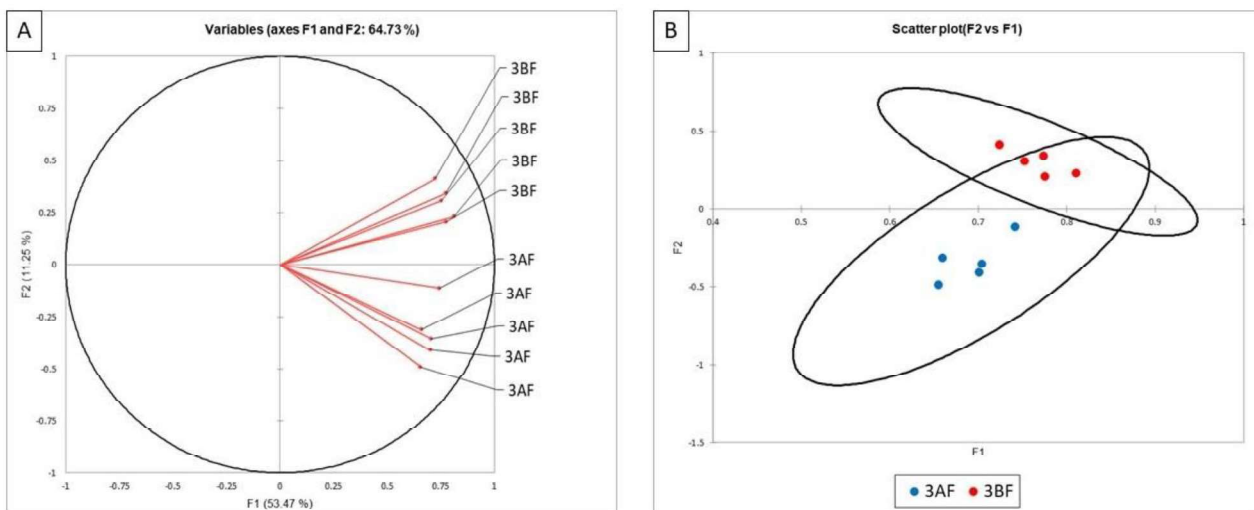 A
Variables (axes F1 and F2: 64.73 %)
1
0.75
0.5
0.25
0
-0.25
-0.5
-0.75
-1
F2 (11.25 %)
3BF
3BF
3BF
3BF
3BF
3AF
3AF
3AF
3AF
3AF
-1
-0.75
-0.5
-0.25
0
0.25
0.5
0.75
1
F1 (53.47 %)
B
Scatter plot(F2 vs F1)
1
0.5
0
-0.5
-1
-1.5
F2
0.4
0.5
0.6
0.7
0.8
0.9
1
F1
3AF 3BF